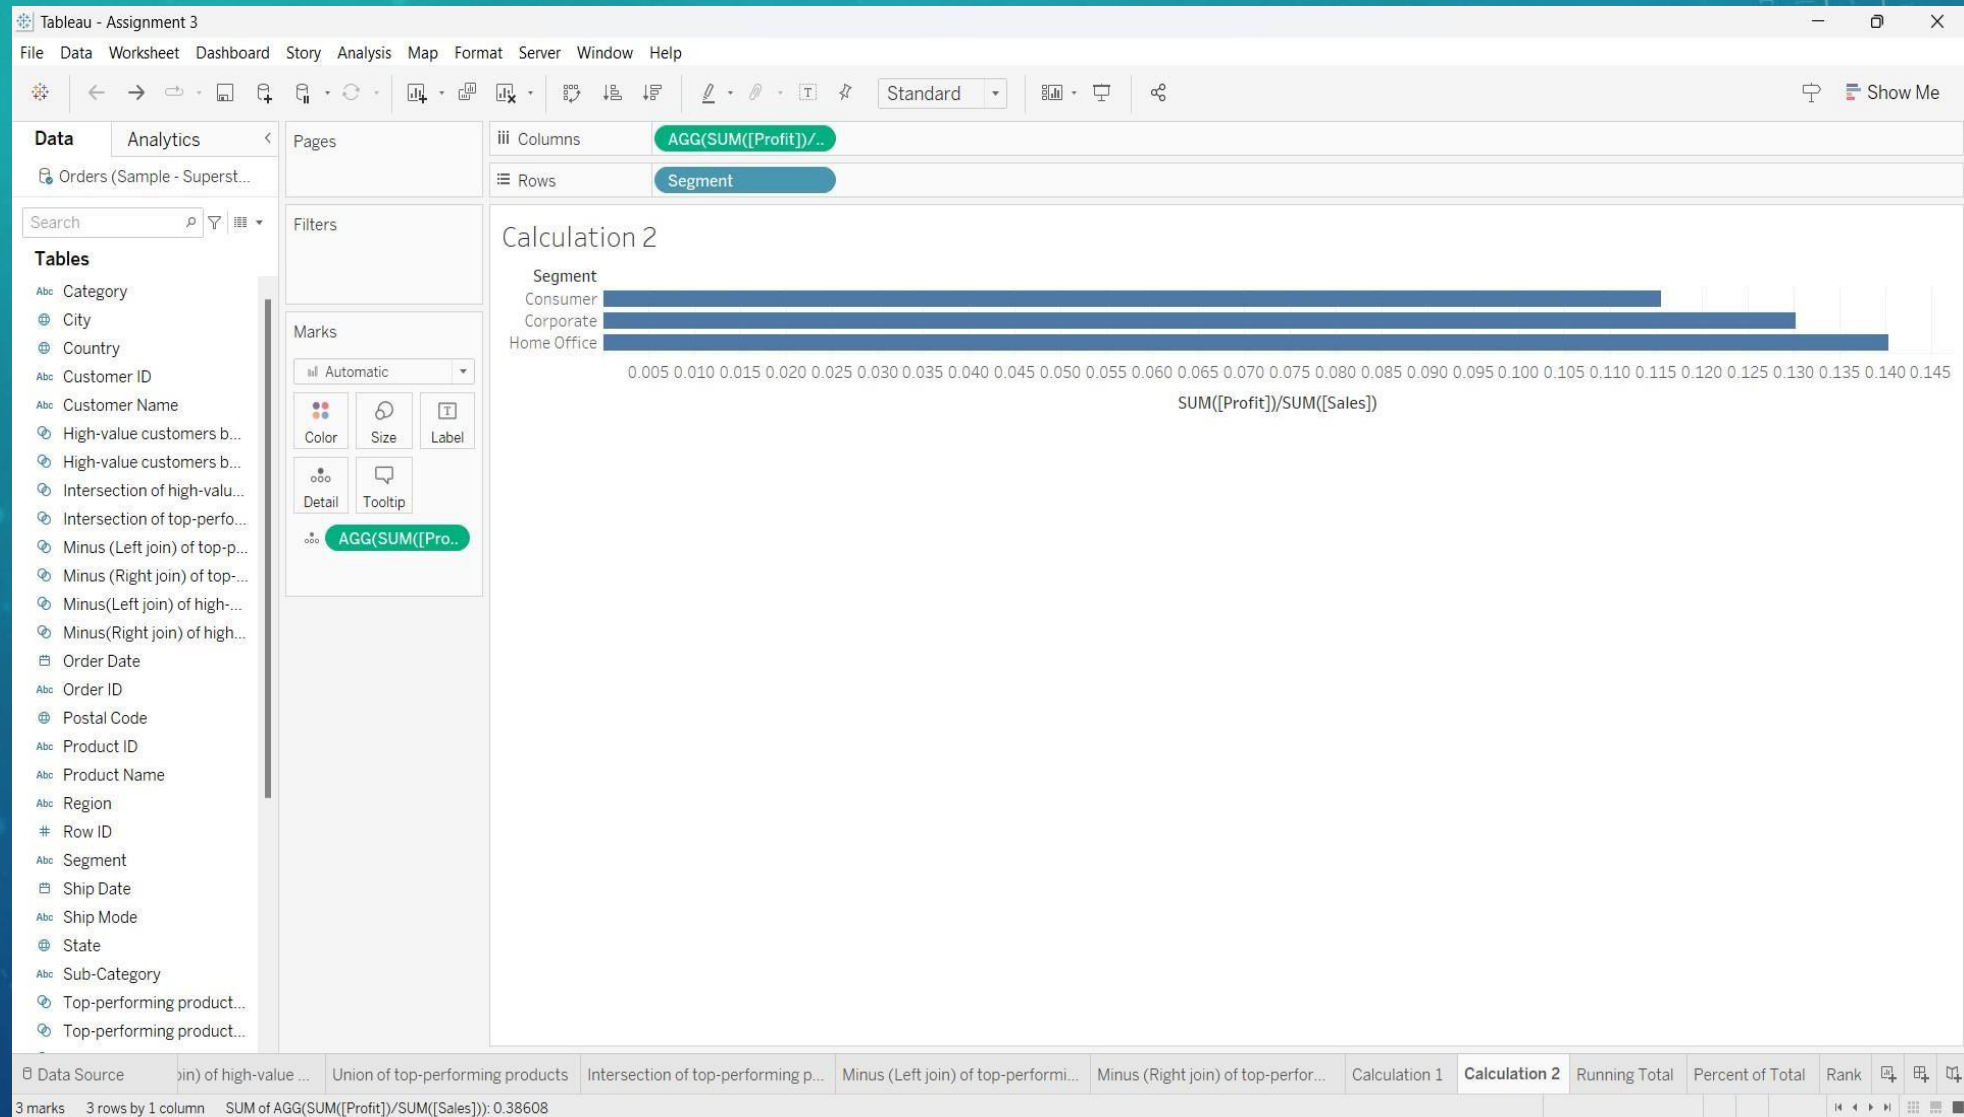 Tableau - Assignment 3
File Data Worksheet Dashboard Story Analysis Map Format Server Window Help
Standard
Show Me
Data Analytics
Orders (Sample - Superst...
Search
Tables
Abc Category
City
Country
Abc Customer ID
Abc Customer Name
High-value customers b...
High-value customers b...
Intersection of high-valu...
Intersection of top-perfo...
Minus (Left join) of top-p...
Minus (Right join) of top-...
Minus(Left join) of high-...
Minus(Right join) of high...
Order Date
Abc Order ID
Postal Code
Abc Product ID
Abc Product Name
Abc Region
# Row ID
Abc Segment
Ship Date
Abc Ship Mode
State
Abc Sub-Category
Top-performing product...
Top-performing product...
Pages
Filters
Marks
Automatic
Color Size Label
Detail Tooltip
AGG(SUM([Pro..
Columns AGG(SUM([Profit])/..
Rows Segment
Calculation 2
Segment
Consumer
Corporate
Home Office
0.005 0.010 0.015 0.020 0.025 0.030 0.035 0.040 0.045 0.050 0.055 0.060 0.065 0.070 0.075 0.080 0.085 0.090 0.095 0.100 0.105 0.110 0.115 0.120 0.125 0.130 0.135 0.140 0.145
SUM([Profit])/SUM([Sales])
Data Source oin) of high-value ... Union of top-performing products Intersection of top-performing p... Minus (Left join) of top-performi... Minus (Right join) of top-perfor... Calculation 1 Calculation 2 Running Total Percent of Total Rank
3 marks 3 rows by 1 column SUM of AGG(SUM([Profit])/SUM([Sales])): 0.38608